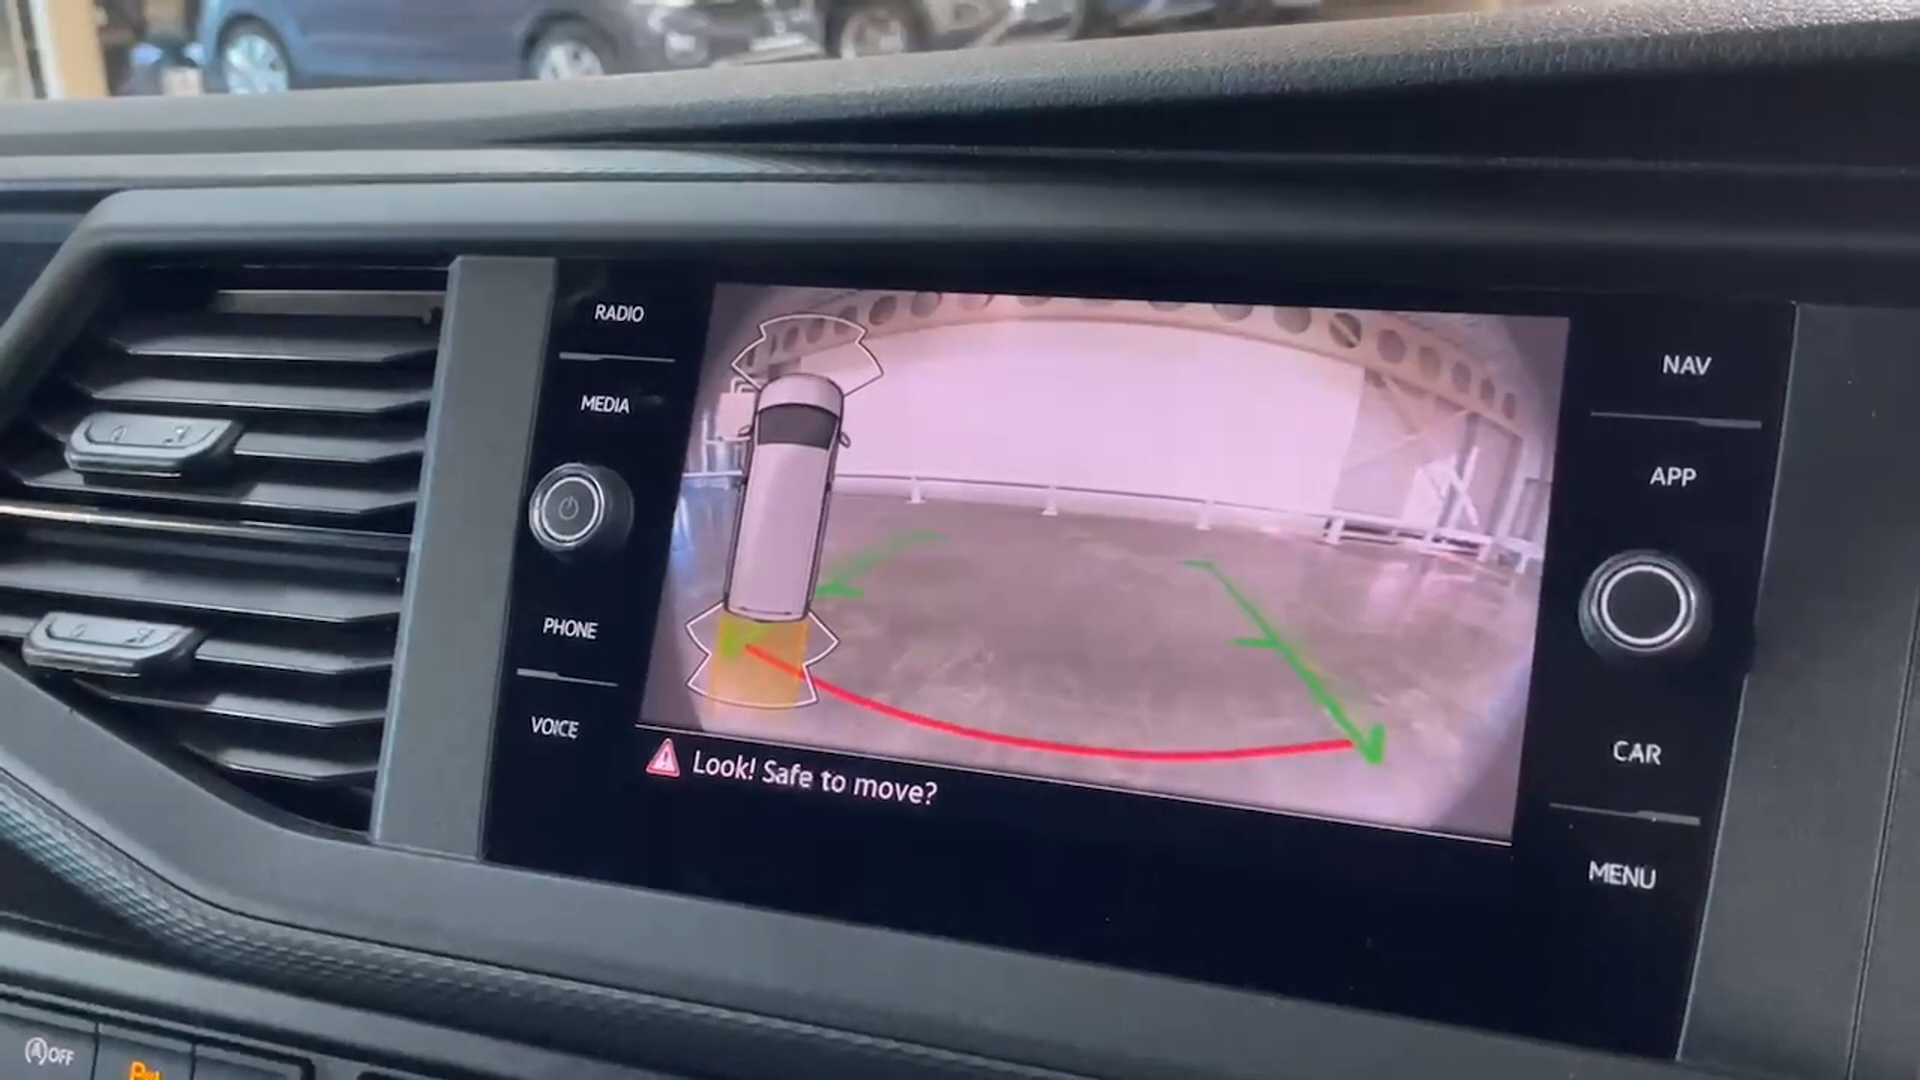 RADIO
MEDIA
PHONE
VOICE
Look! Safe to move?
NAV
APP
CAR
MENU
OFF